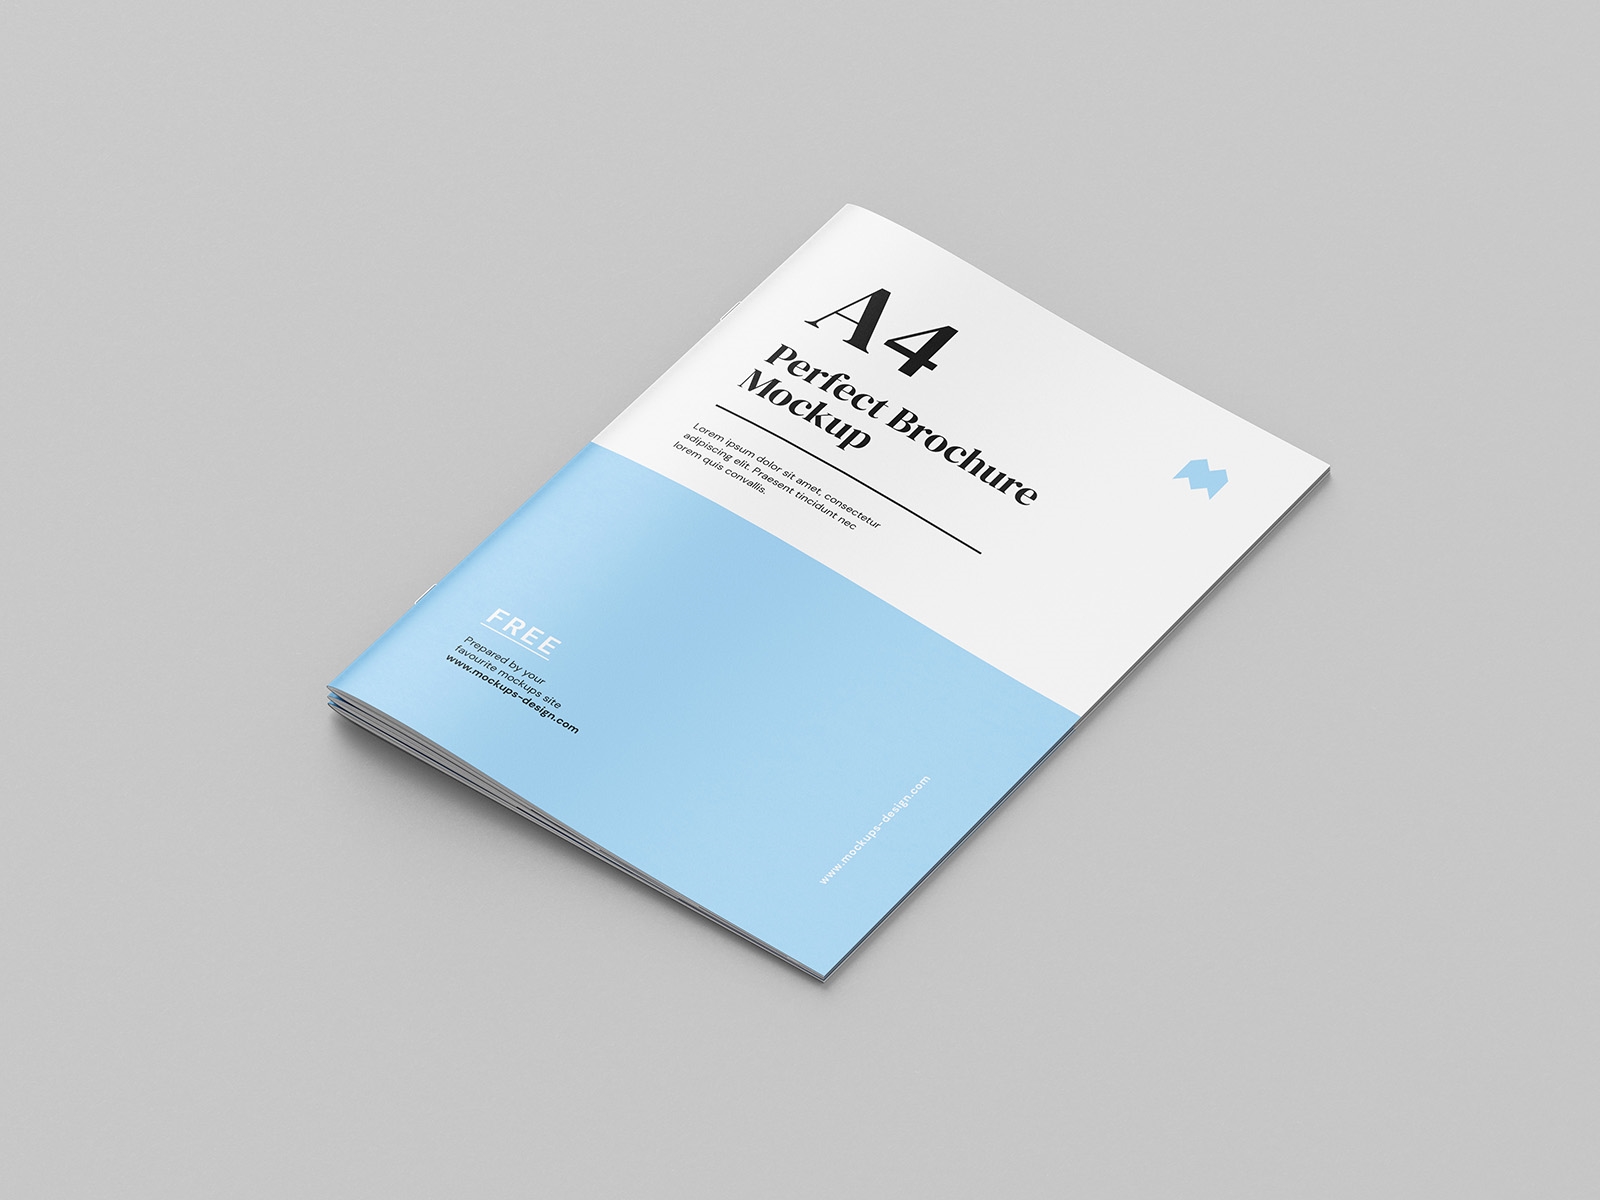 A4
Perfect Brochure
Mockup
Lorem ipsum dolor sit amet, consectetur
adipiscing elit. Praesent tincidunt nec
lorem quis convallis.
FREE
Prepared by your
favourite mockups site
www.mockups-design.com
www.mockups-design.com